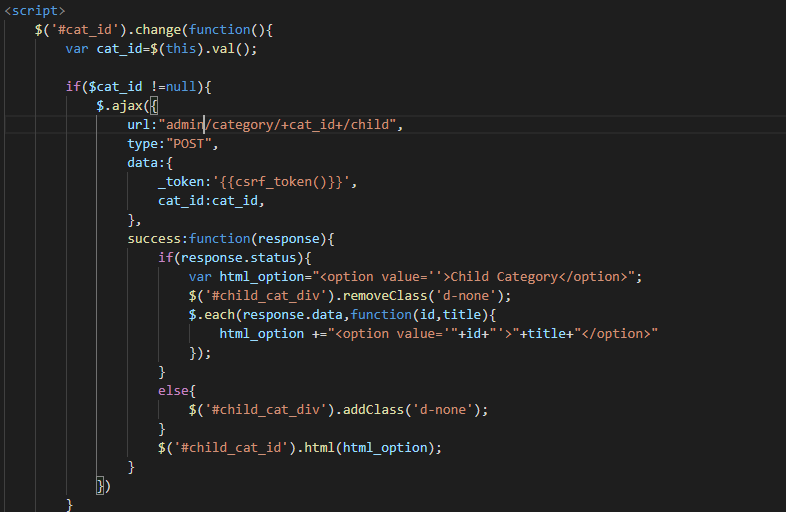 <script>
$('#cat_id').change(function(){
var cat_id=$(this).val();
if($cat_id !=null){
$.ajax({
url:"admin/category/+cat_id+/child",
type:"POST",
data:{
_token:'{{csrf_token()}}',
cat_id:cat_id,
},
success:function(response){
if(response.status){
var html_option="<option value=''>Child Category</option>";
$('#child_cat_div').removeClass('d-none');
$.each(response.data,function(id,title){
html_option +="<option value='"+id+"'>"+title+"</option>"
});
}
else{
$('#child_cat_div').addClass('d-none');
}
$('#child_cat_id').html(html_option);
}
})
}